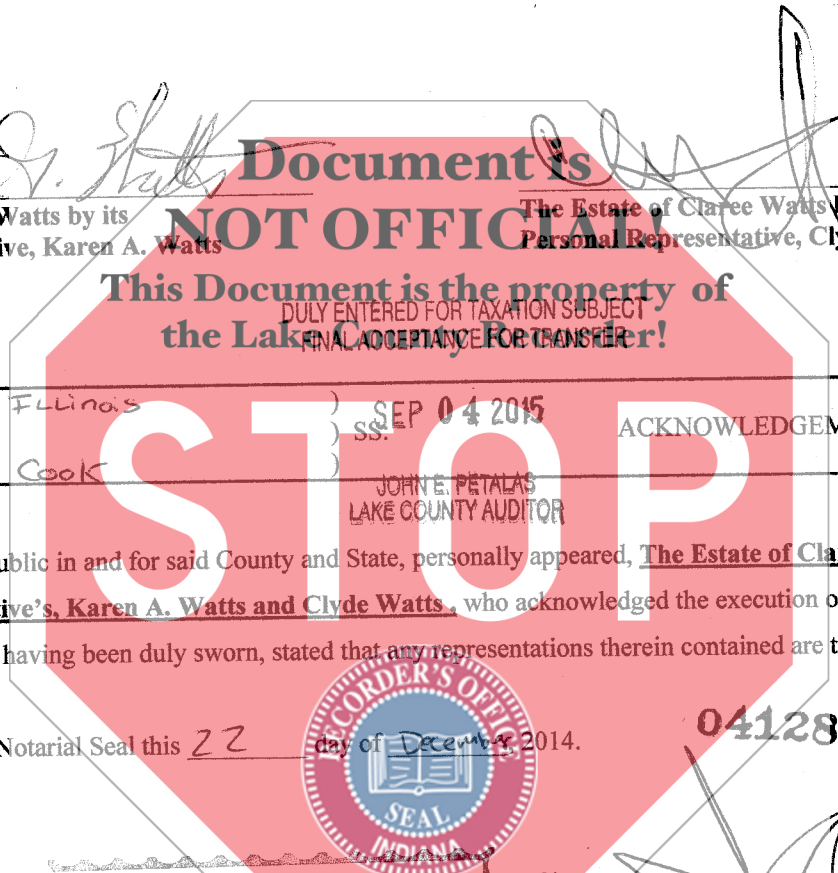 Document is
NOT OFFICIAL
This Document is the property of
the Lake County Recorder!
Watts by its
ive, Karen A. Watts
The Estate of Claree Watts
Personal Representative, Cl
DULY ENTERED FOR TAXATION SUBJECT
FINAL ACCEPTANCE FOR TRANSFER
STOP
Illinois )
) SS:
Cook )
SEP 04 2015
ACKNOWLEDGEM
JOHN E. PETALAS
LAKE COUNTY AUDITOR
ublic in and for said County and State, personally appeared, The Estate of Cla
ive's, Karen A. Watts and Clyde Watts , who acknowledged the execution o
having been duly sworn, stated that any representations therein contained are t
Notarial Seal this 22 day of December, 2014.
04128
RECORDER'S OFFICE
SEAL
INDIANA